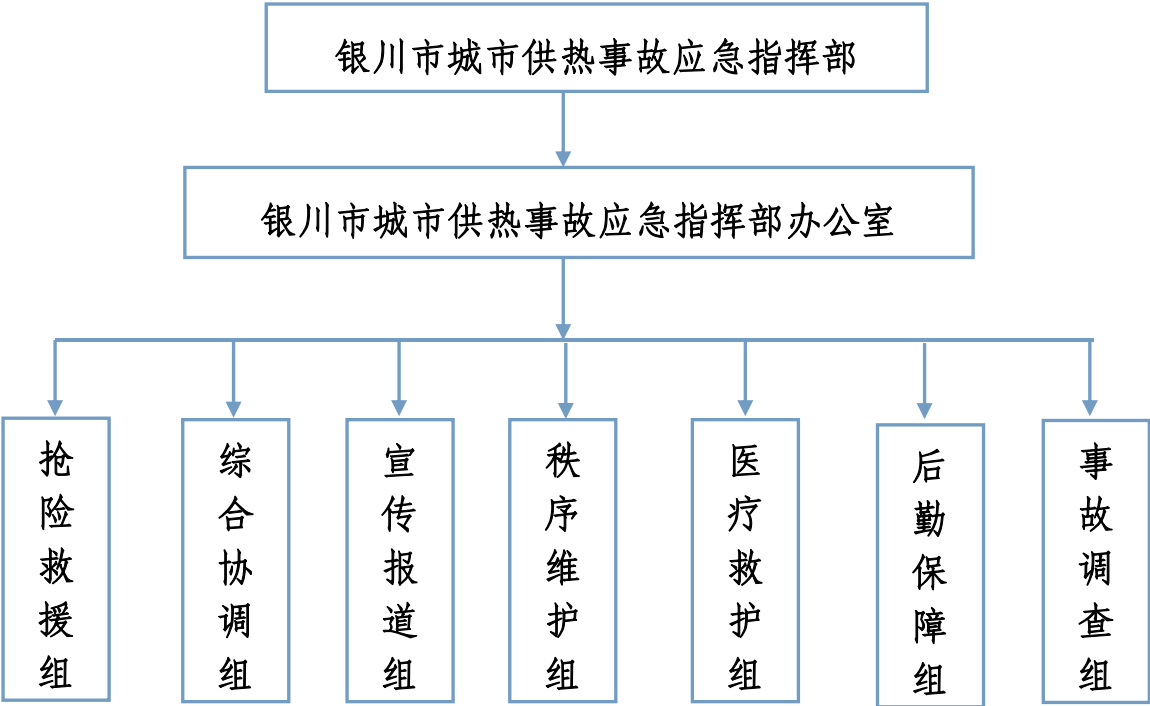 银川市城市供热事故应急指挥部
银川市城市供热事故应急指挥部办公室
抢险救援组
综合协调组
宣传报道组
秩序维护组
医疗救护组
后勤保障组
事故调查组